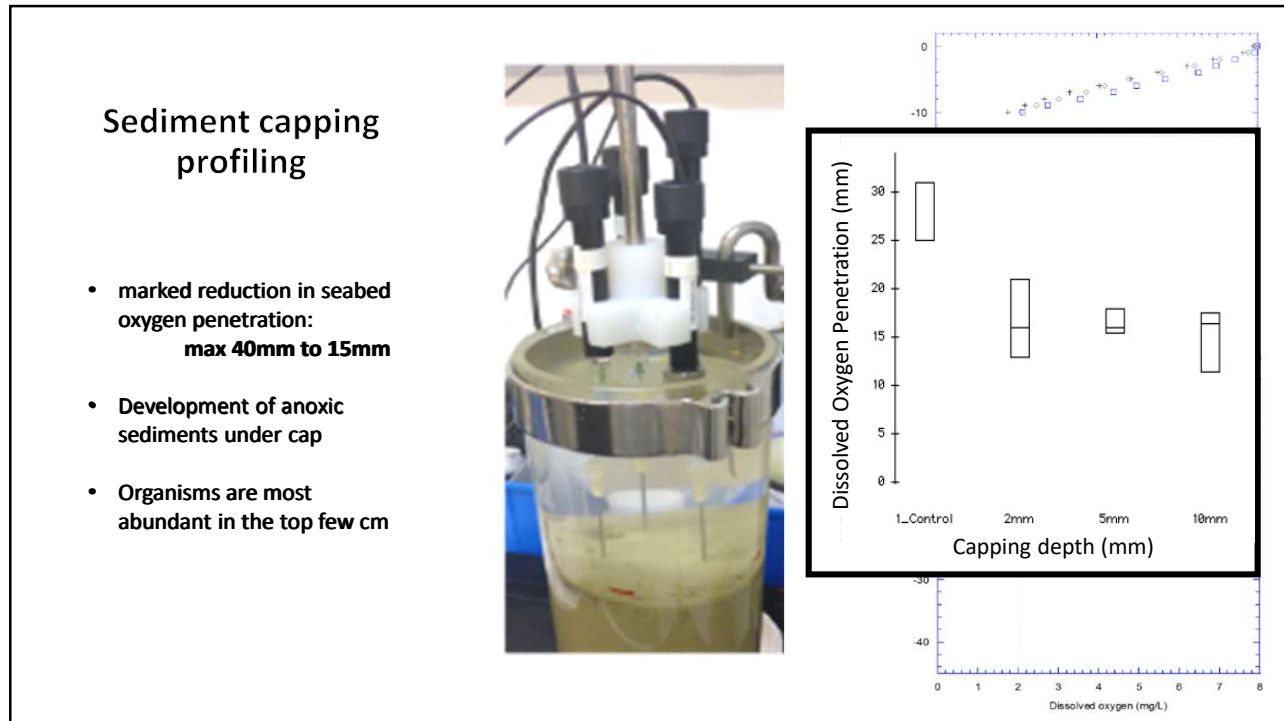 Sediment capping
profiling
• marked reduction in seabed
oxygen penetration:
max 40mm to 15mm
• Development of anoxic
sediments under cap
• Organisms are most
abundant in the top few cm
0
-10
Dissolved Oxygen Penetration (mm)
30
25
20
15
10
5
0
1_Control 2mm 5mm 10mm
Capping depth (mm)
-30
-40
0 1 2 3 4 5 6 7 8
Dissolved oxygen (mg/L)